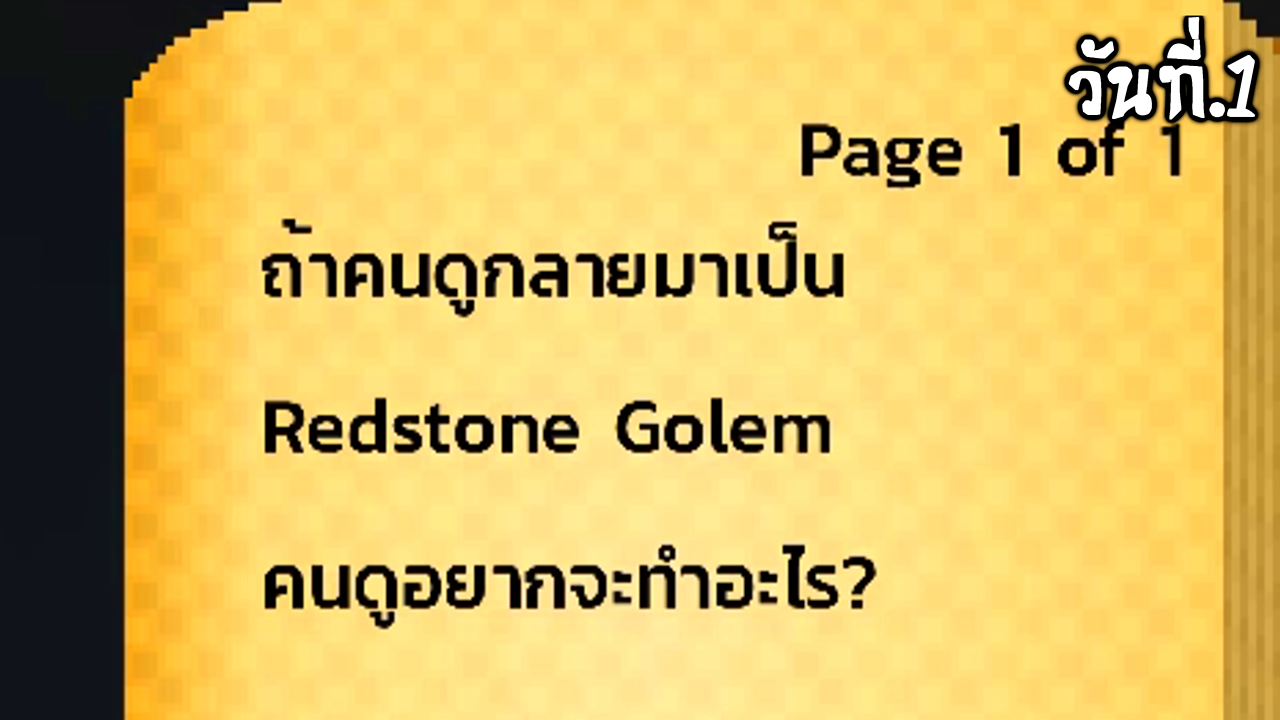 วันที่.1
Page 1 of 1
ถ้าคนดูกลายมาเป็น
Redstone Golem
คนดูอยากจะทำอะไร?